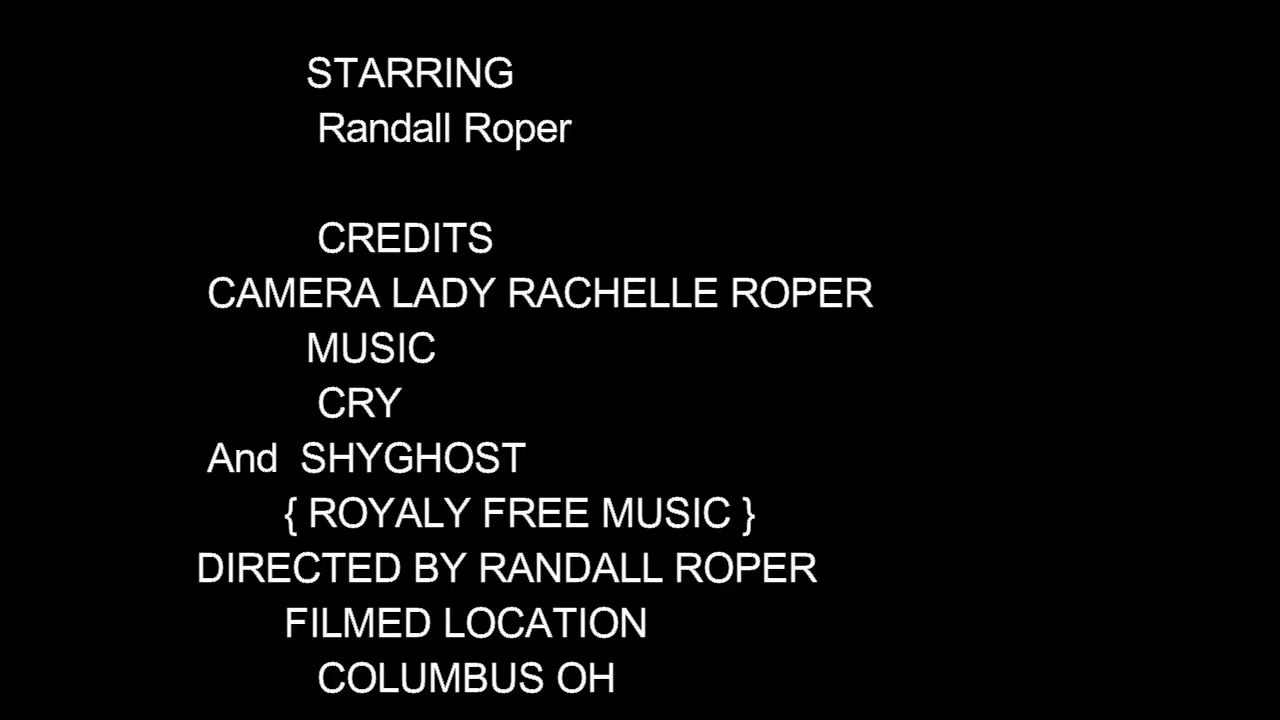 STARRING
Randall Roper
CREDITS
CAMERA LADY RACHELLE ROPER
MUSIC
CRY
And  SHYGHOST
{ ROYALY FREE MUSIC }
DIRECTED BY RANDALL ROPER
FILMED LOCATION
COLUMBUS OH